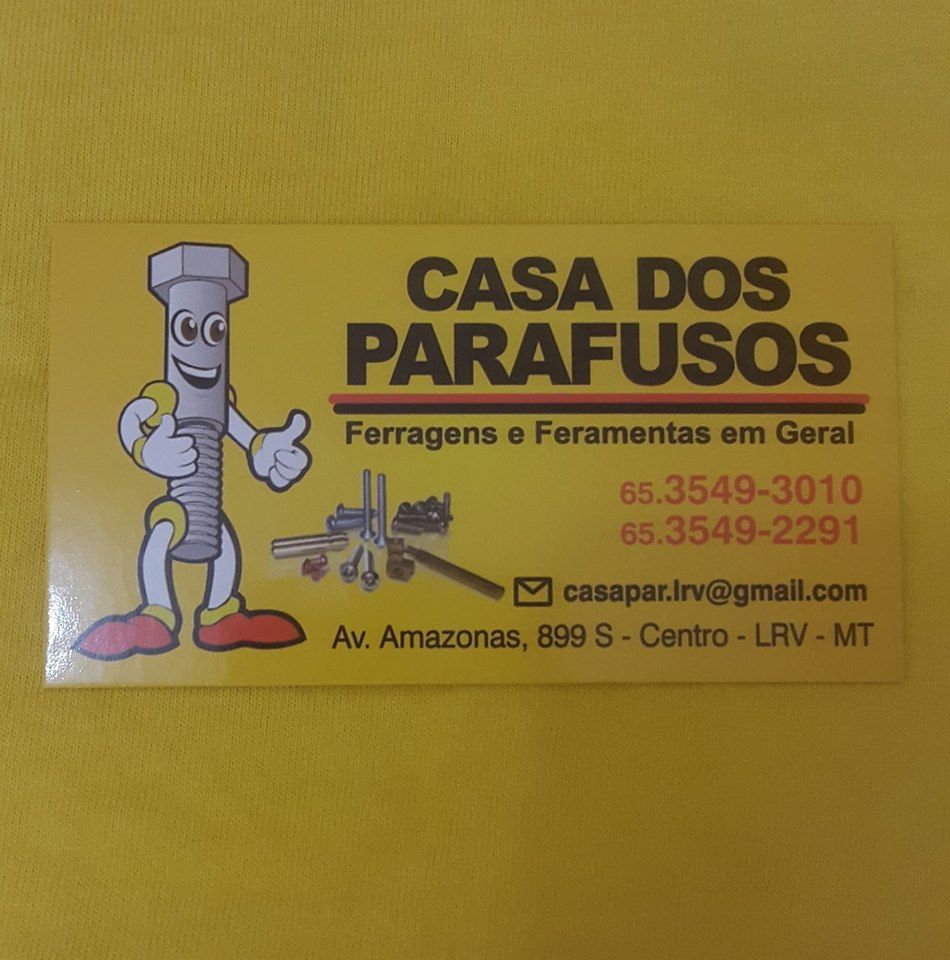 CASA DOS
PARAFUSOS
Ferragens e Feramentas em Geral
65.3549-3010
65.3549-2291
casapar.lrv@gmail.com
Av. Amazonas, 899 S - Centro - LRV - MT